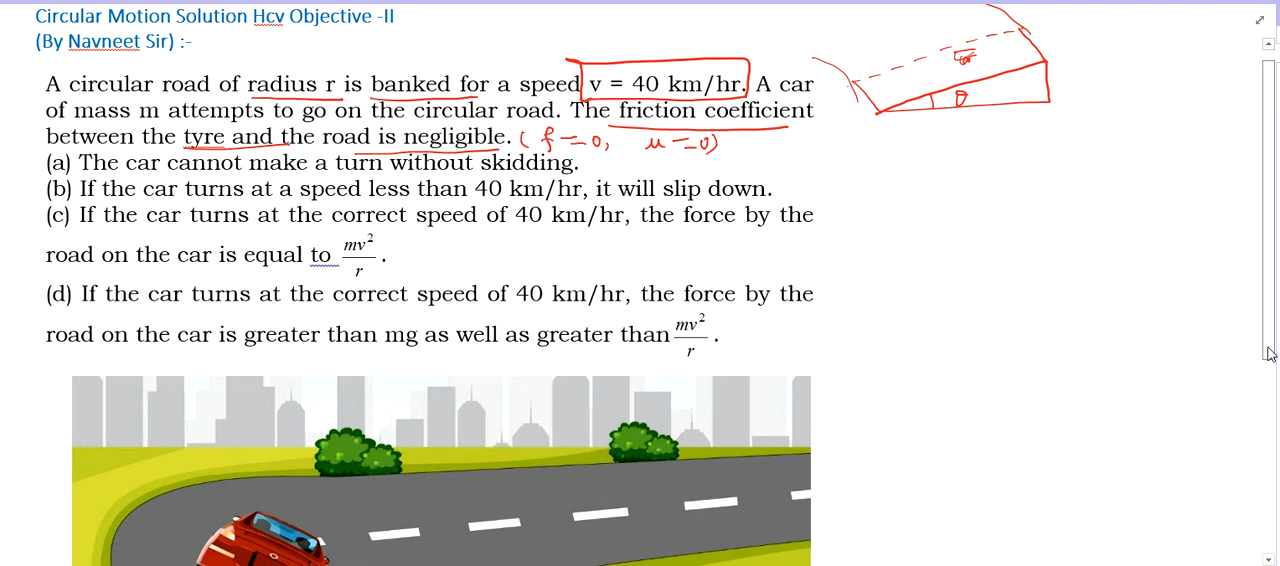 Circular Motion Solution Hcv Objective -II
(By Navneet Sir) :-
A circular road of radius r is banked for a speed v = 40 km/hr. A car
of mass m attempts to go on the circular road. The friction coefficient
between the tyre and the road is negligible. ( f = 0, μ = 0)
(a) The car cannot make a turn without skidding.
(b) If the car turns at a speed less than 40 km/hr, it will slip down.
(c) If the car turns at the correct speed of 40 km/hr, the force by the
road on the car is equal to mv²/r .
(d) If the car turns at the correct speed of 40 km/hr, the force by the
road on the car is greater than mg as well as greater than mv²/r .
θ